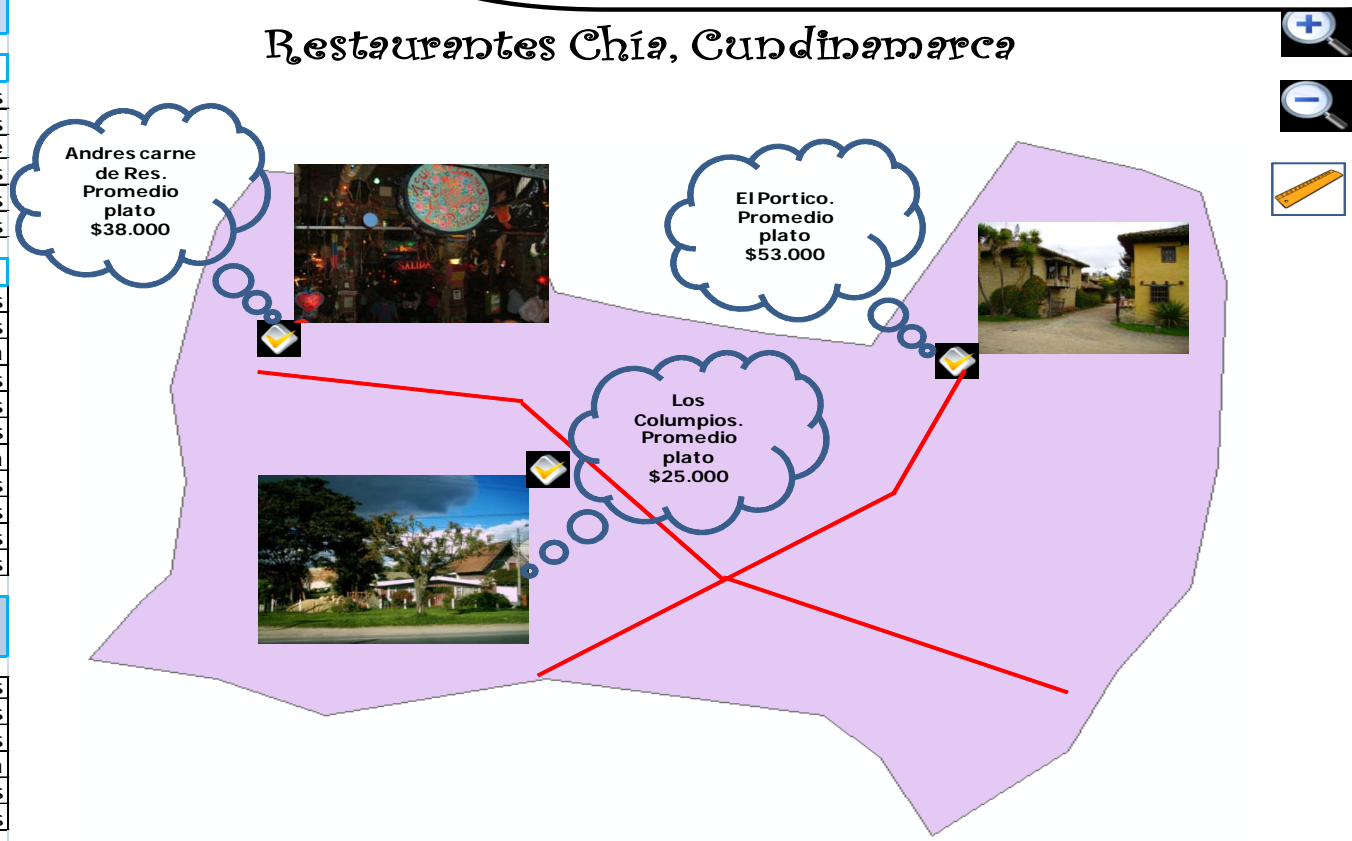 Restaurantes Chía, Cundinamarca
Andres carne
de Res.
Promedio
plato
$38.000
El Portico.
Promedio
plato
$53.000
Los
Columpios.
Promedio
plato
$25.000
SALIDA